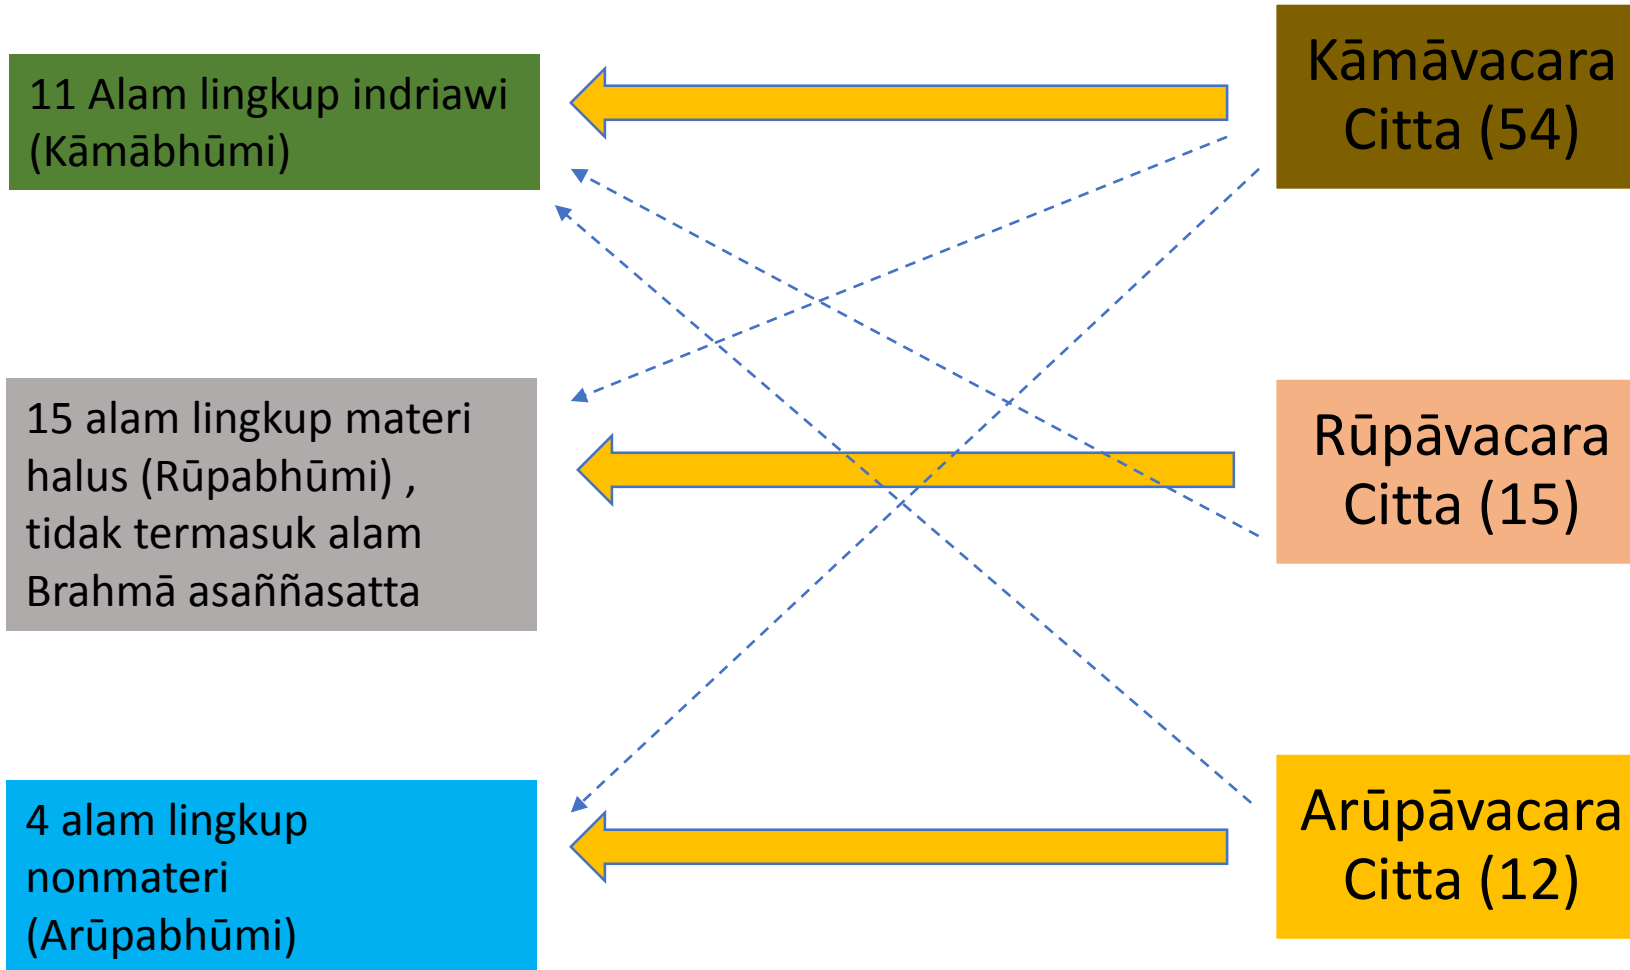 11 Alam lingkup indriawi
(Kāmābhūmi)
Kāmāvacara
Citta (54)
15 alam lingkup materi
halus (Rūpabhūmi) ,
tidak termasuk alam
Brahmā asaññasatta
Rūpāvacara
Citta (15)
4 alam lingkup
nonmateri
(Arūpabhūmi)
Arūpāvacara
Citta (12)